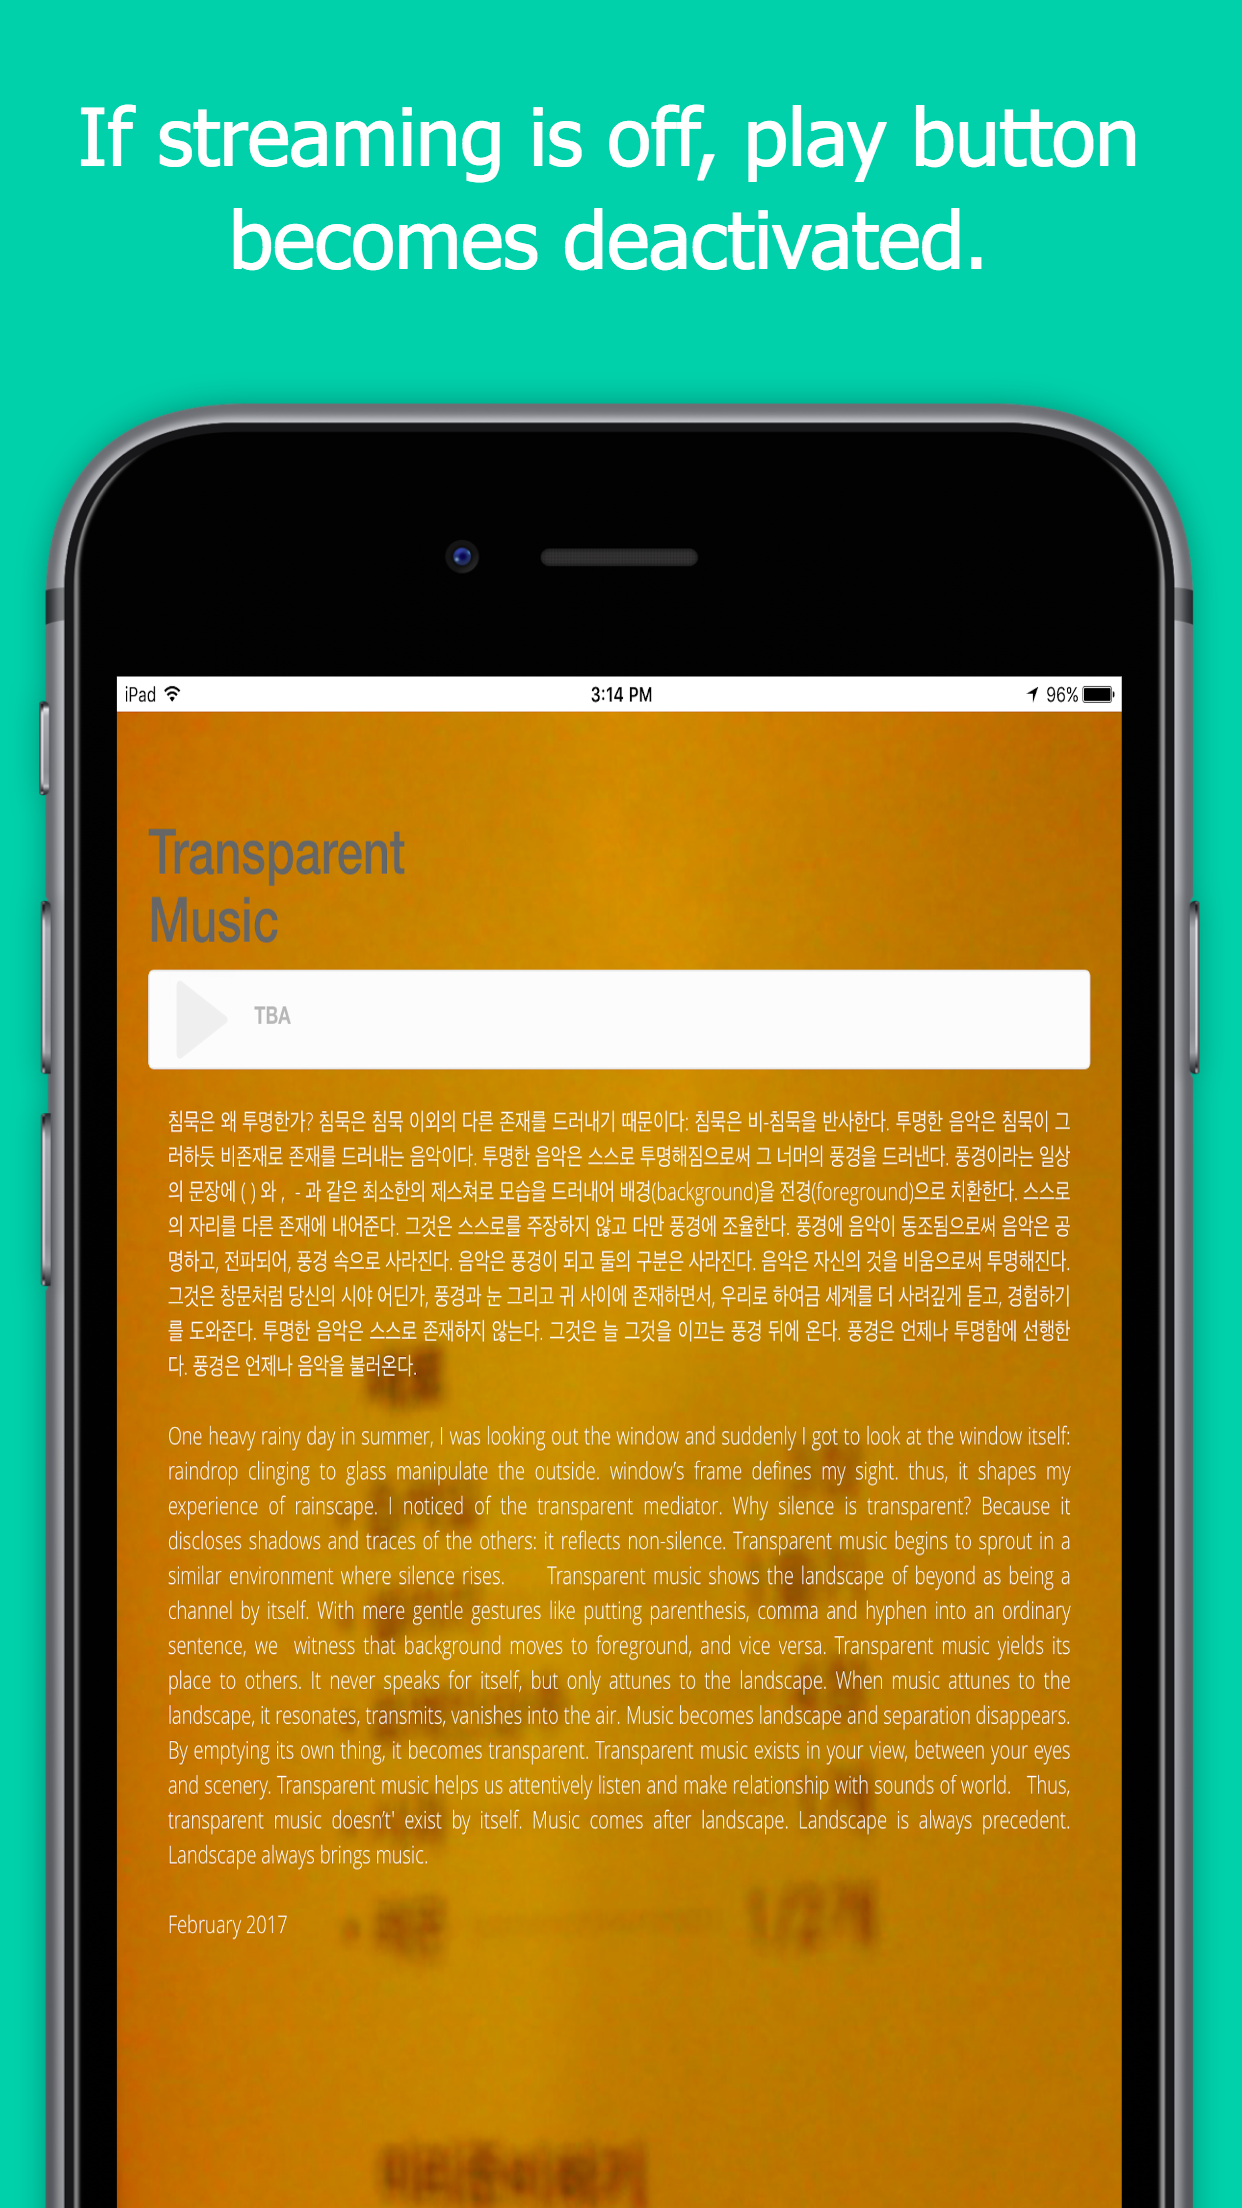 If streaming is off, play button
becomes deactivated.
iPad
3:14 PM
96%
Transparent
Music
TBA
침묵은 왜 투명한가? 침묵은 침묵 이외의 다른 존재를 드러내기 때문이다: 침묵은 비-침묵을 반사한다. 투명한 음악은 침묵이 그
러하듯 비존재로 존재를 드러내는 음악이다. 투명한 음악은 스스로 투명해짐으로써 그 너머의 풍경을 드러낸다. 풍경이라는 일상
의 문장에 ( ) 와 ,  - 과 같은 최소한의 제스쳐로 모습을 드러내어 배경(background)을 전경(foreground)으로 치환한다. 스스로
의 자리를 다른 존재에 내어준다. 그것은 스스로를 주장하지 않고 다만 풍경에 조율한다. 풍경에 음악이 동조됨으로써 음악은 공
명하고, 전파되어, 풍경 속으로 사라진다. 음악은 풍경이 되고 둘의 구분은 사라진다. 음악은 자신의 것을 비움으로써 투명해진다.
그것은 창문처럼 당신의 시야 어딘가, 풍경과 눈 그리고 귀 사이에 존재하면서, 우리로 하여금 세계를 더 사려깊게 듣고, 경험하기
를 도와준다. 투명한 음악은 스스로 존재하지 않는다. 그것은 늘 그것을 이끄는 풍경 뒤에 온다. 풍경은 언제나 투명함에 선행한
다. 풍경은 언제나 음악을 불러온다.
One heavy rainy day in summer, I was looking out the window and suddenly I got to look at the window itself:
raindrop clinging to glass manipulate the outside. window’s frame defines my sight. thus, it shapes my
experience of rainscape. I noticed of the transparent mediator. Why silence is transparent? Because it
discloses shadows and traces of the others: it reflects non-silence. Transparent music begins to sprout in a
similar environment where silence rises.      Transparent music shows the landscape of beyond as being a
channel by itself. With mere gentle gestures like putting parenthesis, comma and hyphen into an ordinary
sentence, we  witness that background moves to foreground, and vice versa. Transparent music yields its
place to others. It never speaks for itself, but only attunes to the landscape. When music attunes to the
landscape, it resonates, transmits, vanishes into the air. Music becomes landscape and separation disappears.
By emptying its own thing, it becomes transparent. Transparent music exists in your view, between your eyes
and scenery. Transparent music helps us attentively listen and make relationship with sounds of world.   Thus,
transparent music doesn’t' exist by itself. Music comes after landscape. Landscape is always precedent.
Landscape always brings music.
February 2017
1/2개
미리준비하기